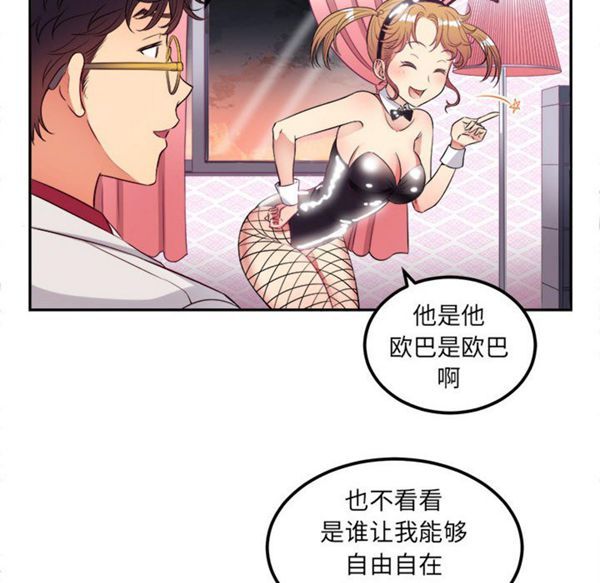 他是他
欧巴是欧巴
啊
也不看看
是谁让我能够
自由自在